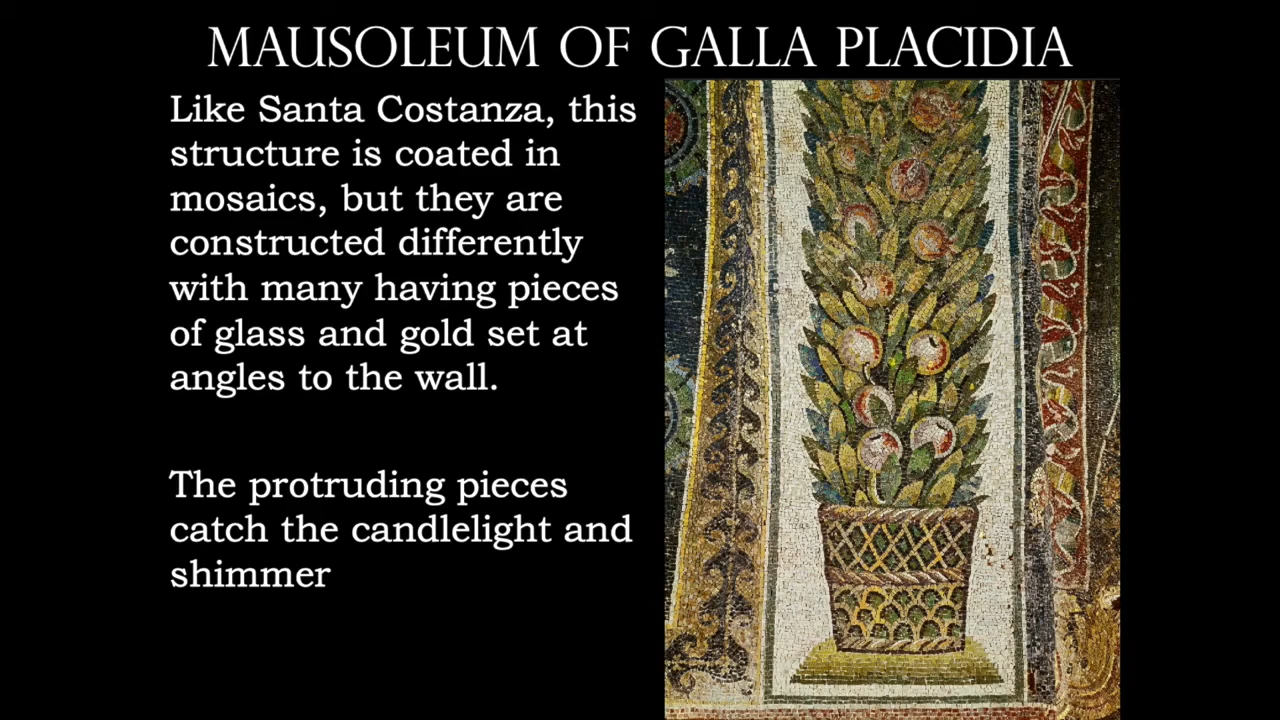 MAUSOLEUM OF GALLA PLACIDIA
Like Santa Costanza, this
structure is coated in
mosaics, but they are
constructed differently
with many having pieces
of glass and gold set at
angles to the wall.
The protruding pieces
catch the candlelight and
shimmer